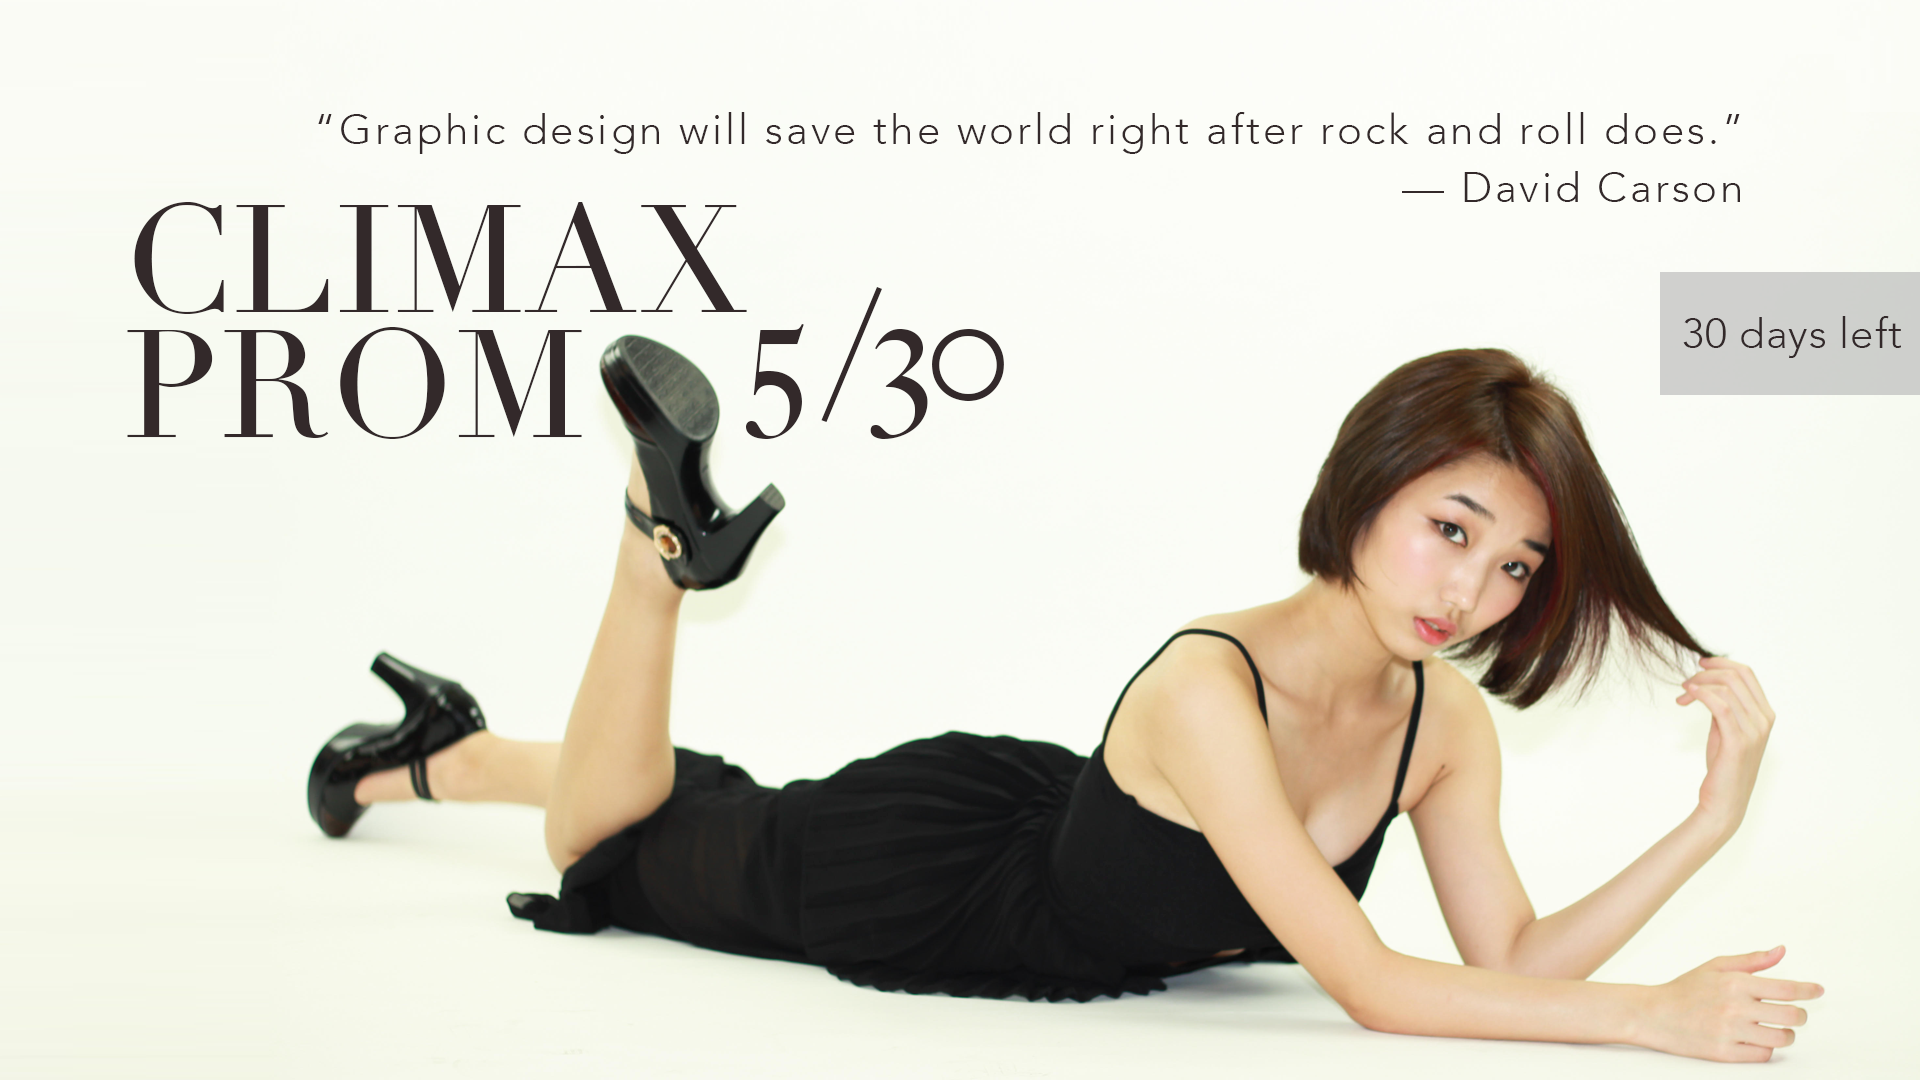 “Graphic design will save the world right after rock and roll does.”
— David Carson
CLIMAX
PROM 5/30
30 days left